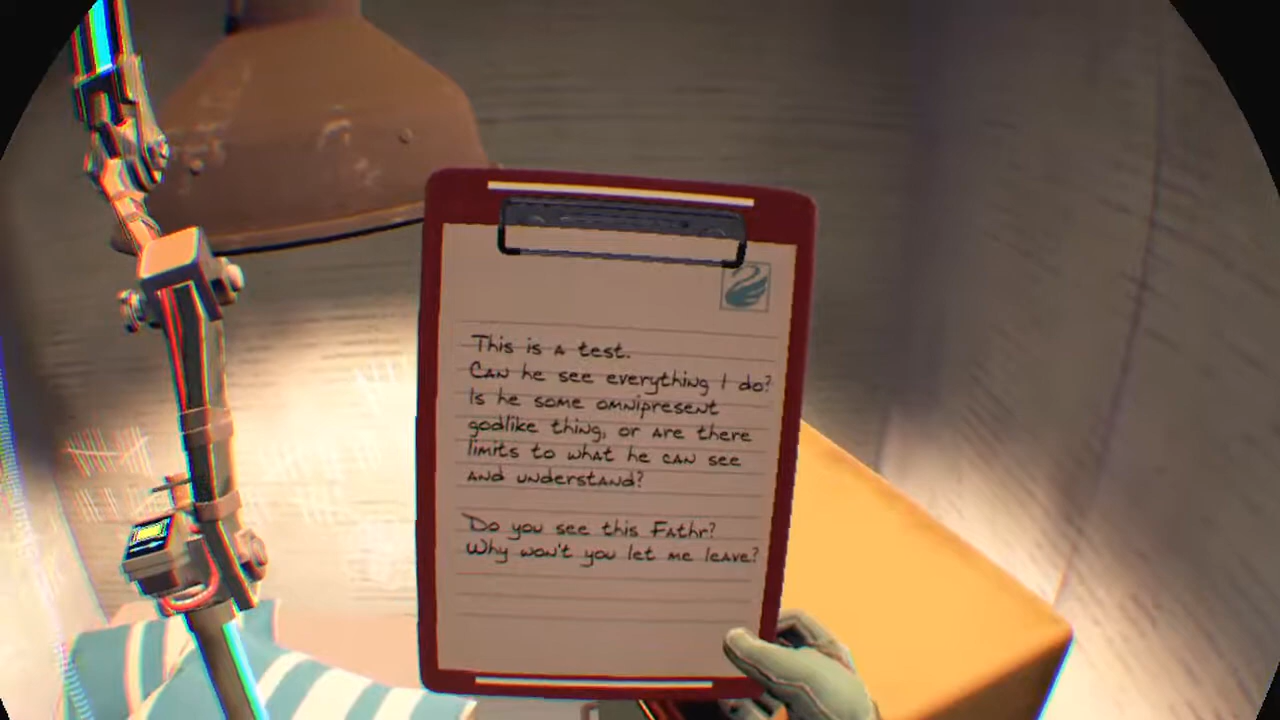 This is a test.
Can he see everything I do?
Is he some omnipresent
godlike thing, or are there
limits to what he can see
and understand?
Do you see this Fathr?
Why won't you let me leave?